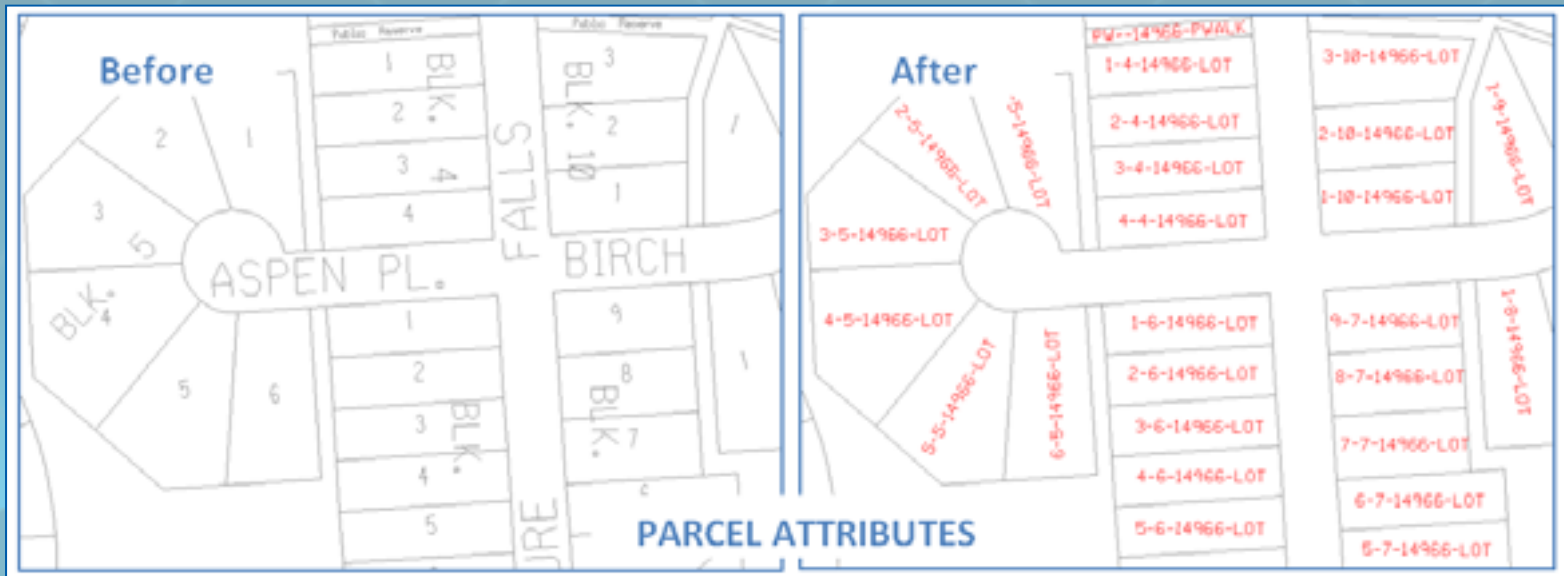 Before
Public Reserve
Public Reserve
1
2
3
4
BLK. 4
3
2
1
BLK. 10
1
2
1
3
5
BLK.
4
5
6
ASPEN PL.
FALLS
BIRCH
1
2
3
4
5
BLK.
9
8
7
BLK.
1
URE
After
PW--14966-PWALK
1-4-14966-LOT
2-4-14966-LOT
3-4-14966-LOT
4-4-14966-LOT
3-10-14966-LOT
2-10-14966-LOT
1-10-14966-LOT
1-9-14966-LOT
2-5-14966-LOT
-5-14966-LOT
3-5-14966-LOT
4-5-14966-LOT
5-5-14966-LOT
6-5-14966-LOT
1-6-14966-LOT
2-6-14966-LOT
3-6-14966-LOT
4-6-14966-LOT
5-6-14966-LOT
9-7-14966-LOT
8-7-14966-LOT
7-7-14966-LOT
6-7-14966-LOT
5-7-14966-LOT
1-8-14966-LOT
PARCEL ATTRIBUTES